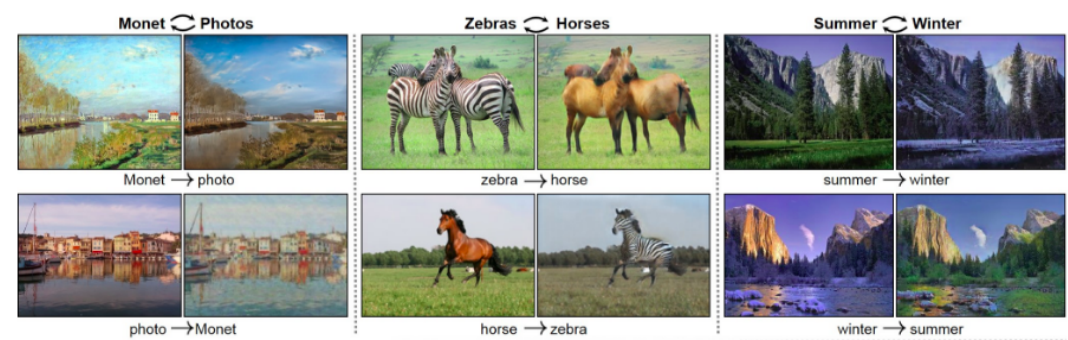 Monet ⇄ Photos
Zebras ⇄ Horses
Summer ⇄ Winter
Monet → photo
zebra → horse
summer → winter
photo → Monet
horse → zebra
winter → summer